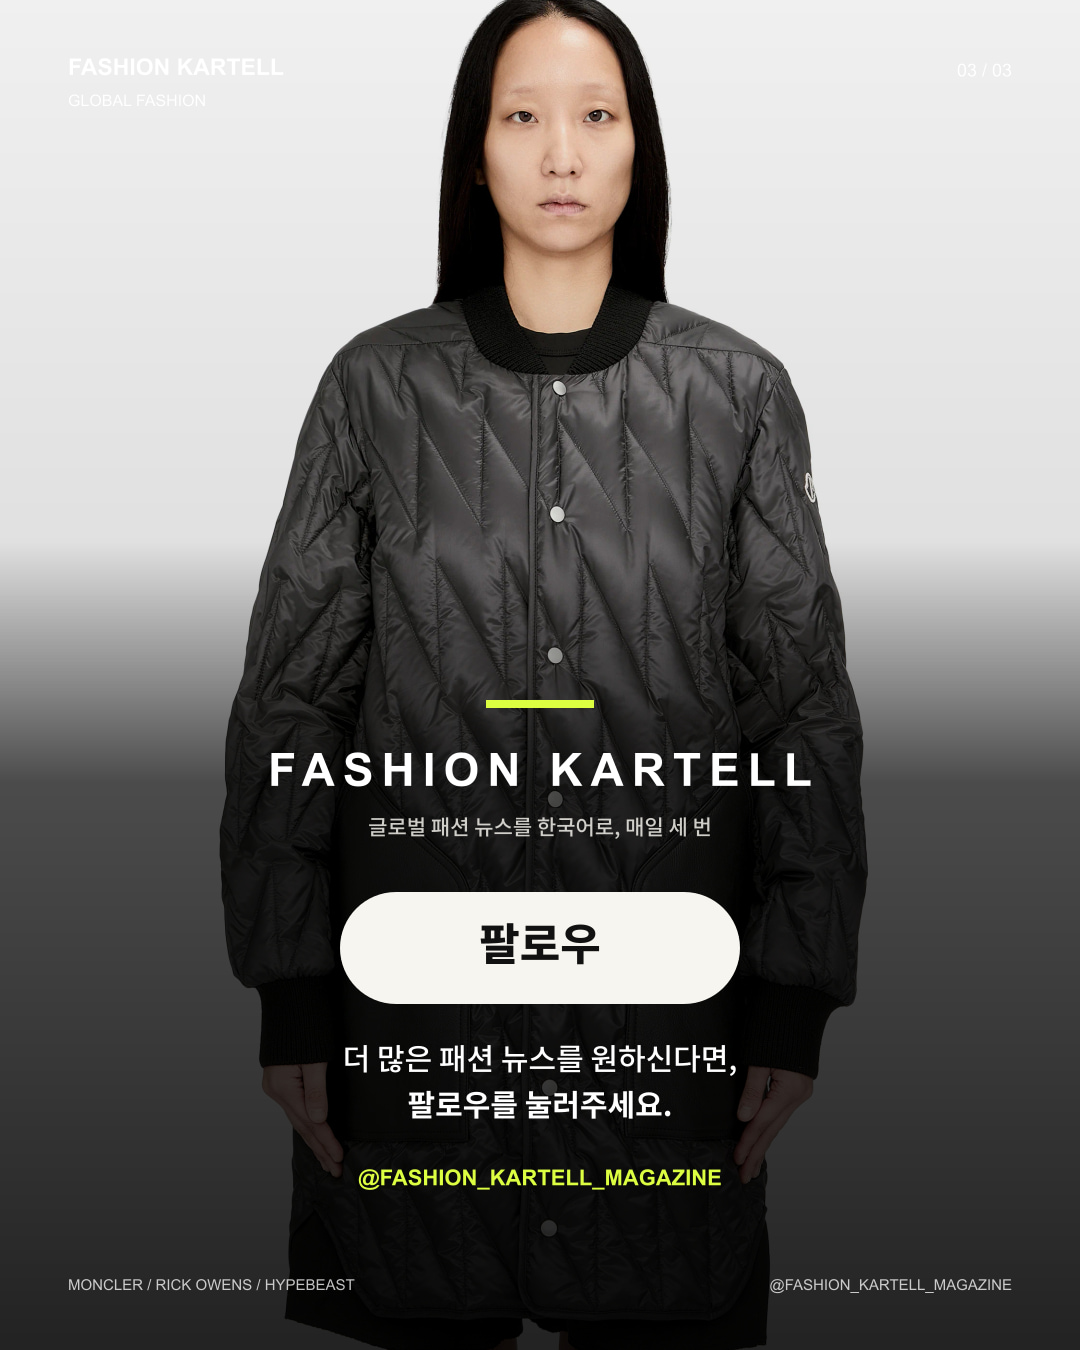 FASHION KARTELL
03 / 03
GLOBAL FASHION
FASHION KARTELL
글로벌 패션 뉴스를 한국어로, 매일 세 번
팔로우
더 많은 패션 뉴스를 원하신다면,
팔로우를 눌러주세요.
@FASHION_KARTELL_MAGAZINE
MONCLER / RICK OWENS / HYPEBEAST
@FASHION_KARTELL_MAGAZINE